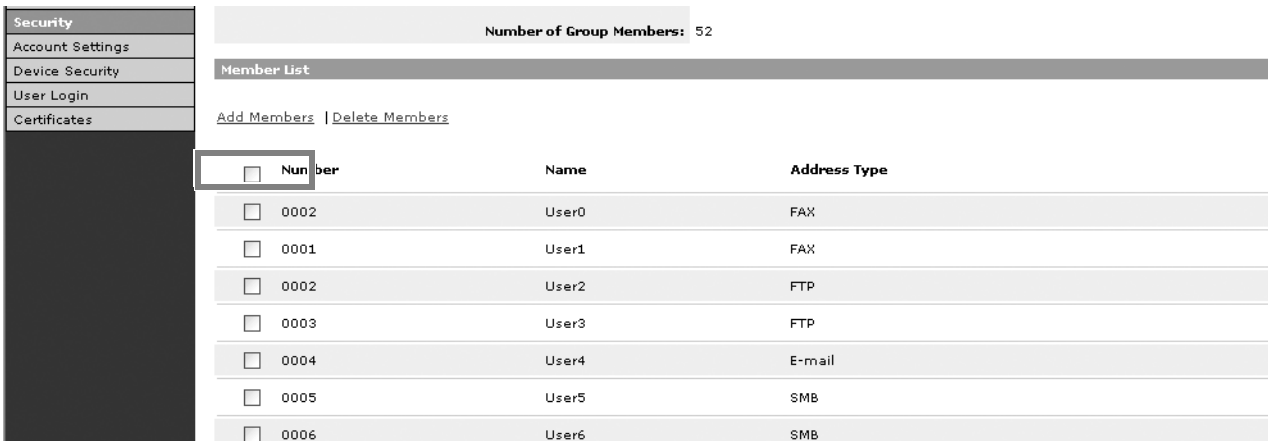 Security
Account Settings
Device Security
User Login
Certificates
Number of Group Members: 52
Member List
Add Members | Delete Members
Number Name Address Type
0002 User0 FAX
0001 User1 FAX
0002 User2 FTP
0003 User3 FTP
0004 User4 E-mail
0005 User5 SMB
0006 User6 SMB